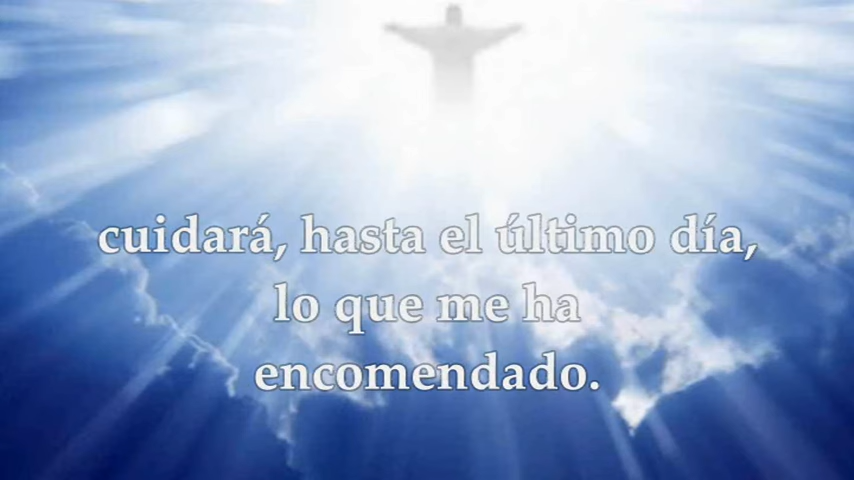 cuidará, hasta el último día,
lo que me ha
encomendado.